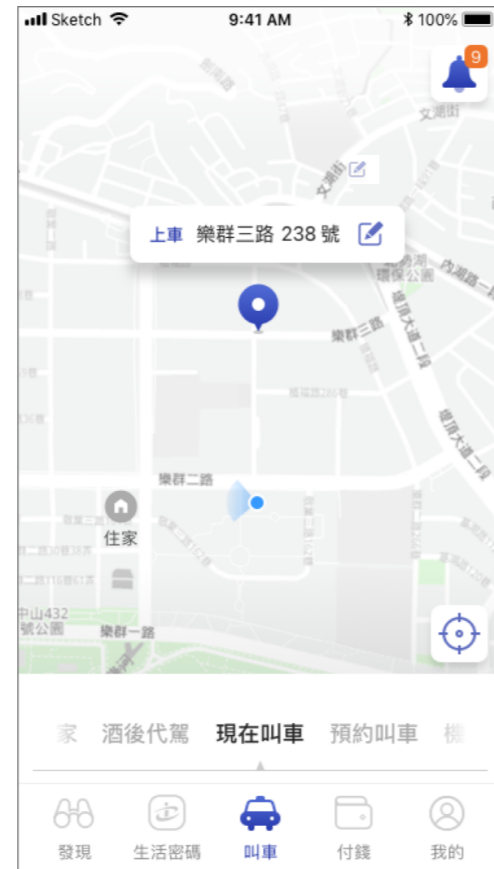 Sketch
9:41 AM
100%
9
文湖街
文湖街
上車 樂群三路 238 號
環保公園
內湖路一段
樂群三路
堤頂大道二段
堤頂大道二段
樂群二路
住家
中山432
號公園
樂群一路
家 酒後代駕 現在叫車 預約叫車 機
發現 生活密碼 叫車 付錢 我的